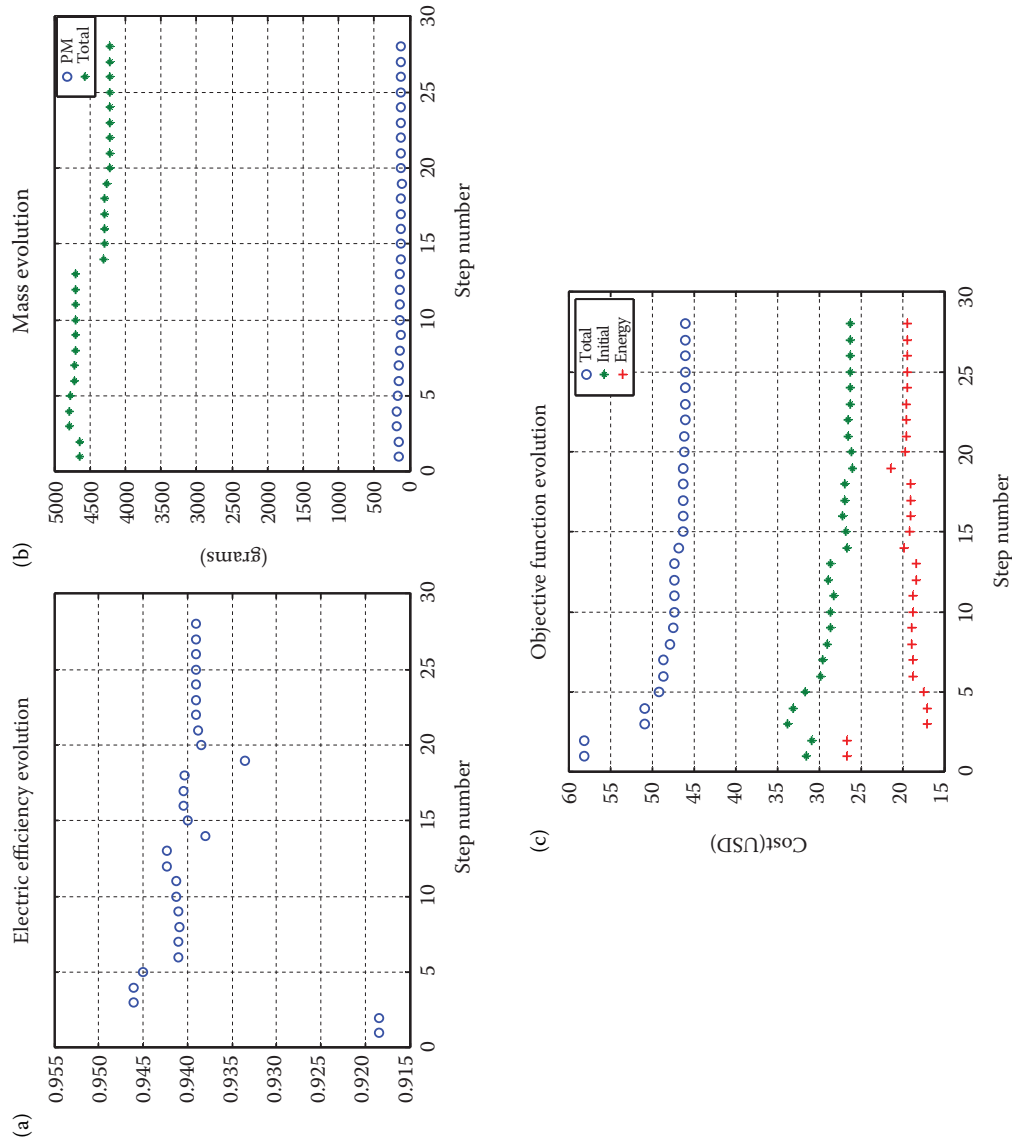 (a)
Electric efficiency evolution
0.955
0.950
0.945
0.940
0.935
0.930
0.925
0.920
0.915
0 5 10 15 20 25 30
Step number
(b)
Mass evolution
PM
Total
(grams)
5000
4500
4000
3500
3000
2500
2000
1500
1000
500
0
0 5 10 15 20 25 30
Step number
(c)
Objective function evolution
Total
Initial
Energy
Cost(USD)
60
55
50
45
40
35
30
25
20
15
0 5 10 15 20 25 30
Step number